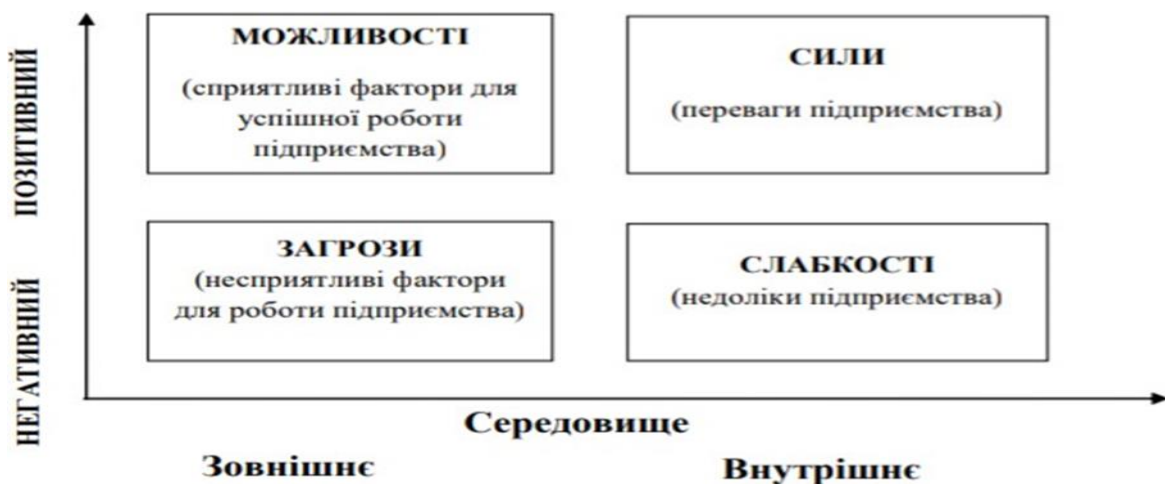 ПОЗИТИВНИЙ
МОЖЛИВОСТІ
(сприятливі фактори для
успішної роботи
підприємства)
СИЛИ
(переваги підприємства)
НЕГАТИВНИЙ
ЗАГРОЗИ
(несприятливі фактори
для роботи підприємства)
СЛАБКОСТІ
(недоліки підприємства)
Середовище
Зовнішнє
Внутрішнє